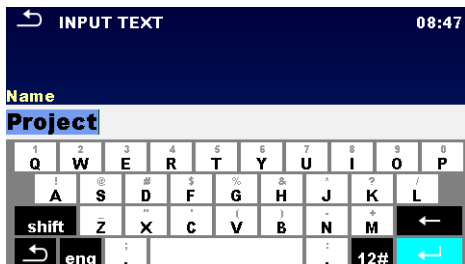 INPUT TEXT 08:47
Name
Project
1 2 3 4 5 6 7 8 9 0
Q W E R T Y U I O P
! @ # $ % & * ? /
A S D F G H J K L
shift - " ' ( ) - + ←
Z X C V B N M
eng ; . : . 12#